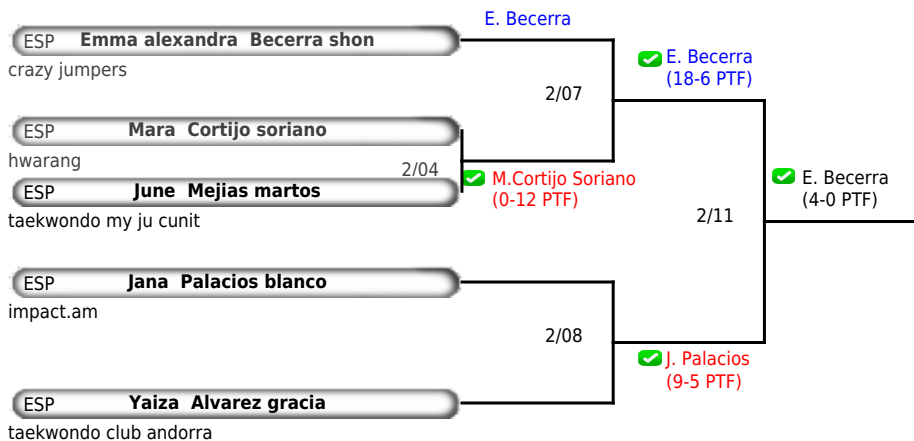 E. Becerra
ESP Emma alexandra Becerra shon
crazy jumpers
E. Becerra
(18-6 PTF)
2/07
ESP Mara Cortijo soriano
hwarang
2/04
M.Cortijo Soriano
(0-12 PTF)
ESP June Mejias martos
taekwondo my ju cunit
E. Becerra
(4-0 PTF)
2/11
ESP Jana Palacios blanco
impact.am
2/08
J. Palacios
(9-5 PTF)
ESP Yaiza Alvarez gracia
taekwondo club andorra